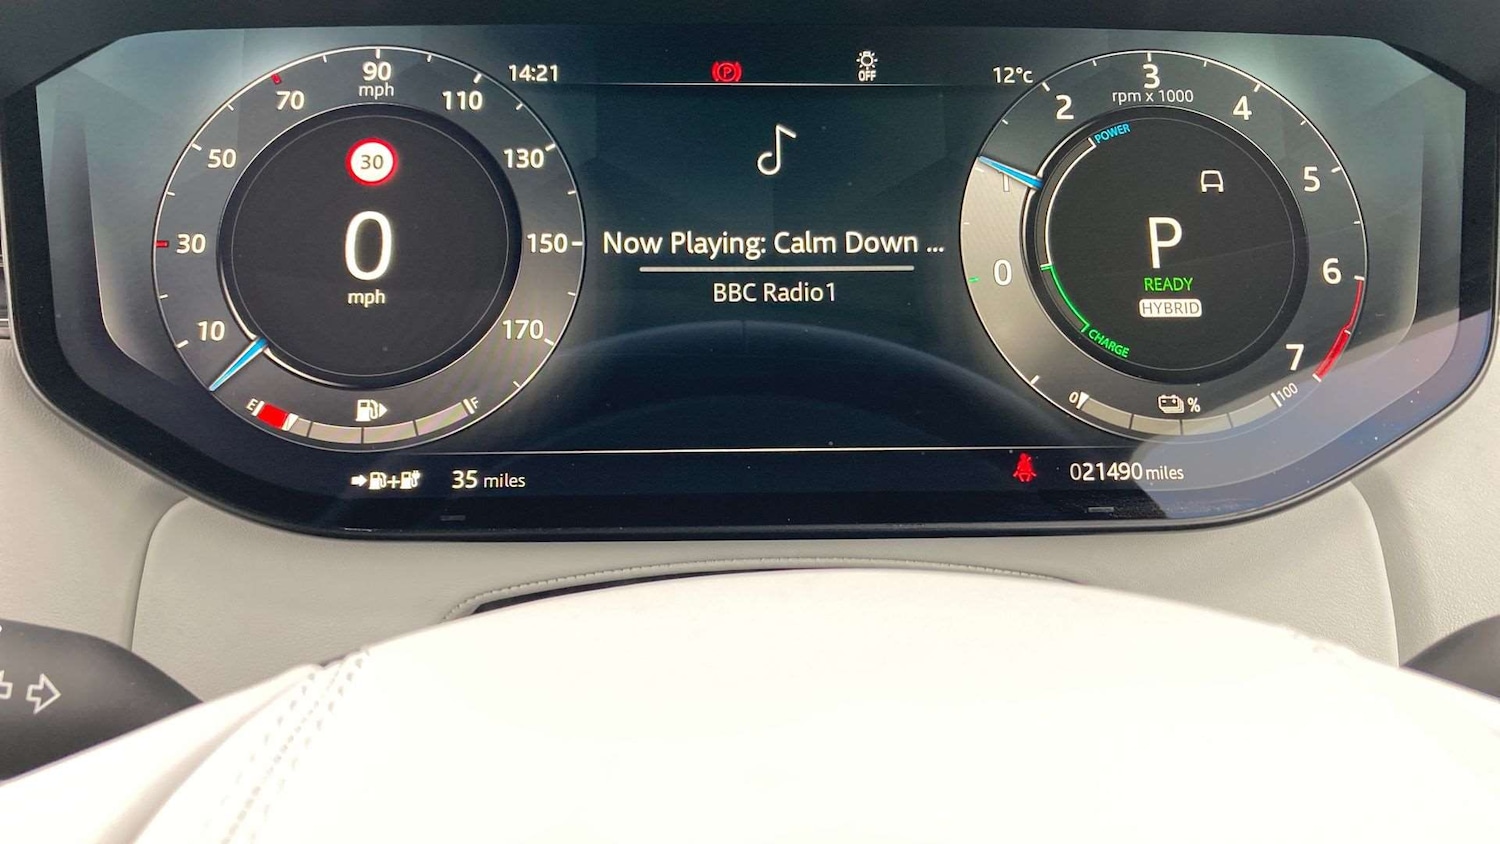 14:21
OFF
12°c
10
30
50
70
90
mph
110
130
150
170
30
0
mph
E
F
35 miles
Now Playing: Calm Down ...
BBC Radio1
0
1
2
3
4
5
6
7
rpm x 1000
POWER
P
READY
HYBRID
CHARGE
0
%
100
021490 miles